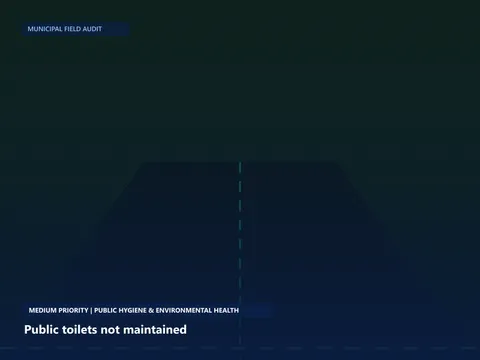 MUNICIPAL FIELD AUDIT
MEDIUM PRIORITY | PUBLIC HYGIENE & ENVIRONMENTAL HEALTH
Public toilets not maintained